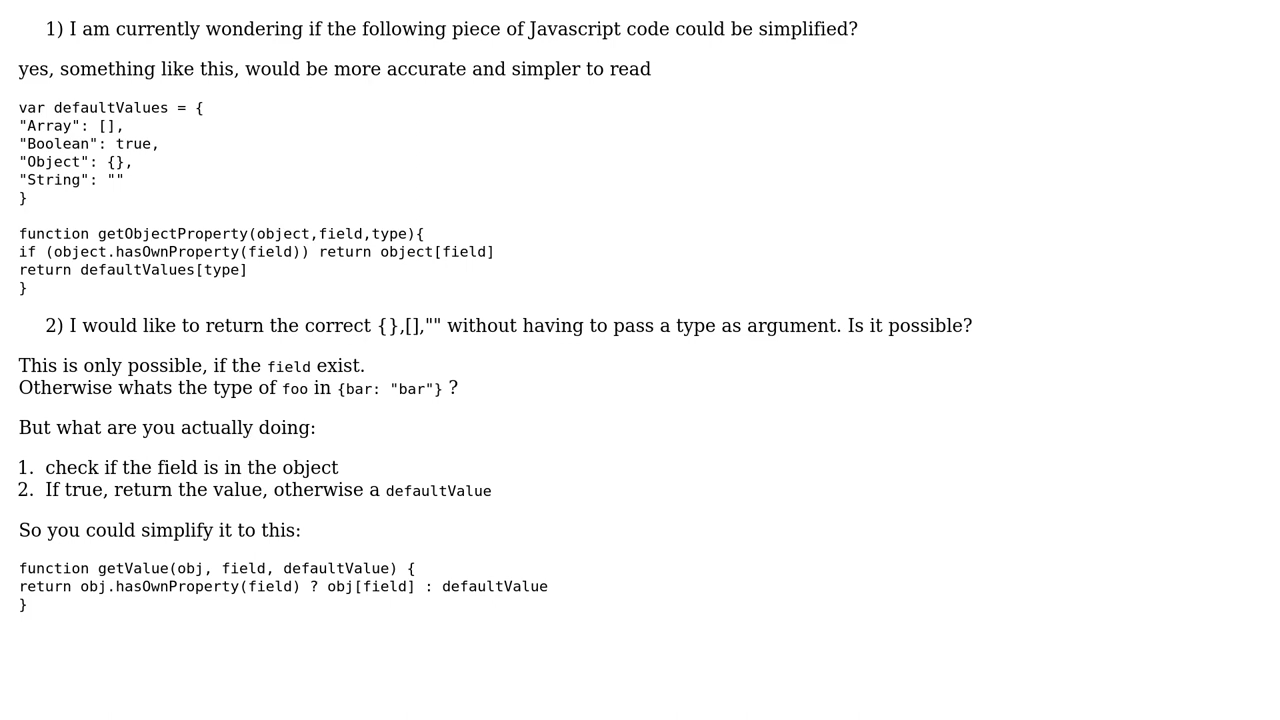 1) I am currently wondering if the following piece of Javascript code could be simplified?
yes, something like this, would be more accurate and simpler to read
var defaultValues = {
"Array": [],
"Boolean": true,
"Object": {},
"String": ""
}
function getObjectProperty(object,field,type){
if (object.hasOwnProperty(field)) return object[field]
return defaultValues[type]
}
2) I would like to return the correct {},[],"" without having to pass a type as argument. Is it possible?
This is only possible, if the field exist.
Otherwise whats the type of foo in {bar: "bar"} ?
But what are you actually doing:
1. check if the field is in the object
2. If true, return the value, otherwise a defaultValue
So you could simplify it to this:
function getValue(obj, field, defaultValue) {
return obj.hasOwnProperty(field) ? obj[field] : defaultValue
}